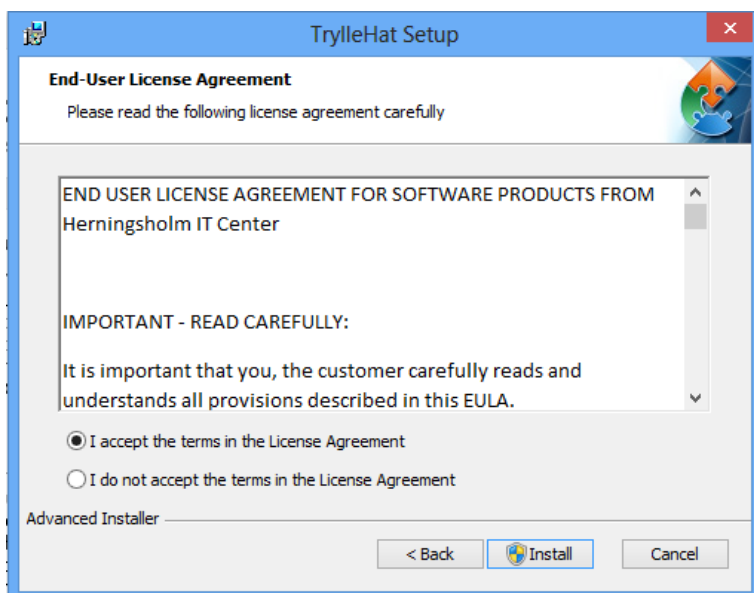 TrylleHat Setup
End-User License Agreement
Please read the following license agreement carefully
END USER LICENSE AGREEMENT FOR SOFTWARE PRODUCTS FROM
Herningsholm IT Center
IMPORTANT - READ CAREFULLY:
It is important that you, the customer carefully reads and
understands all provisions described in this EULA.
I accept the terms in the License Agreement
I do not accept the terms in the License Agreement
Advanced Installer
< Back Install Cancel